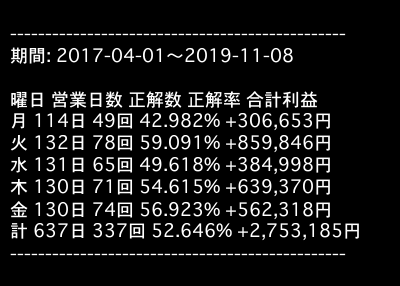 ------------------------------------------------
期間: 2017-04-01～2019-11-08
曜日 営業日数 正解数 正解率 合計利益
月 114日 49回 42.982% +306,653円
火 132日 78回 59.091% +859,846円
水 131日 65回 49.618% +384,998円
木 130日 71回 54.615% +639,370円
金 130日 74回 56.923% +562,318円
計 637日 337回 52.646% +2,753,185円
------------------------------------------------